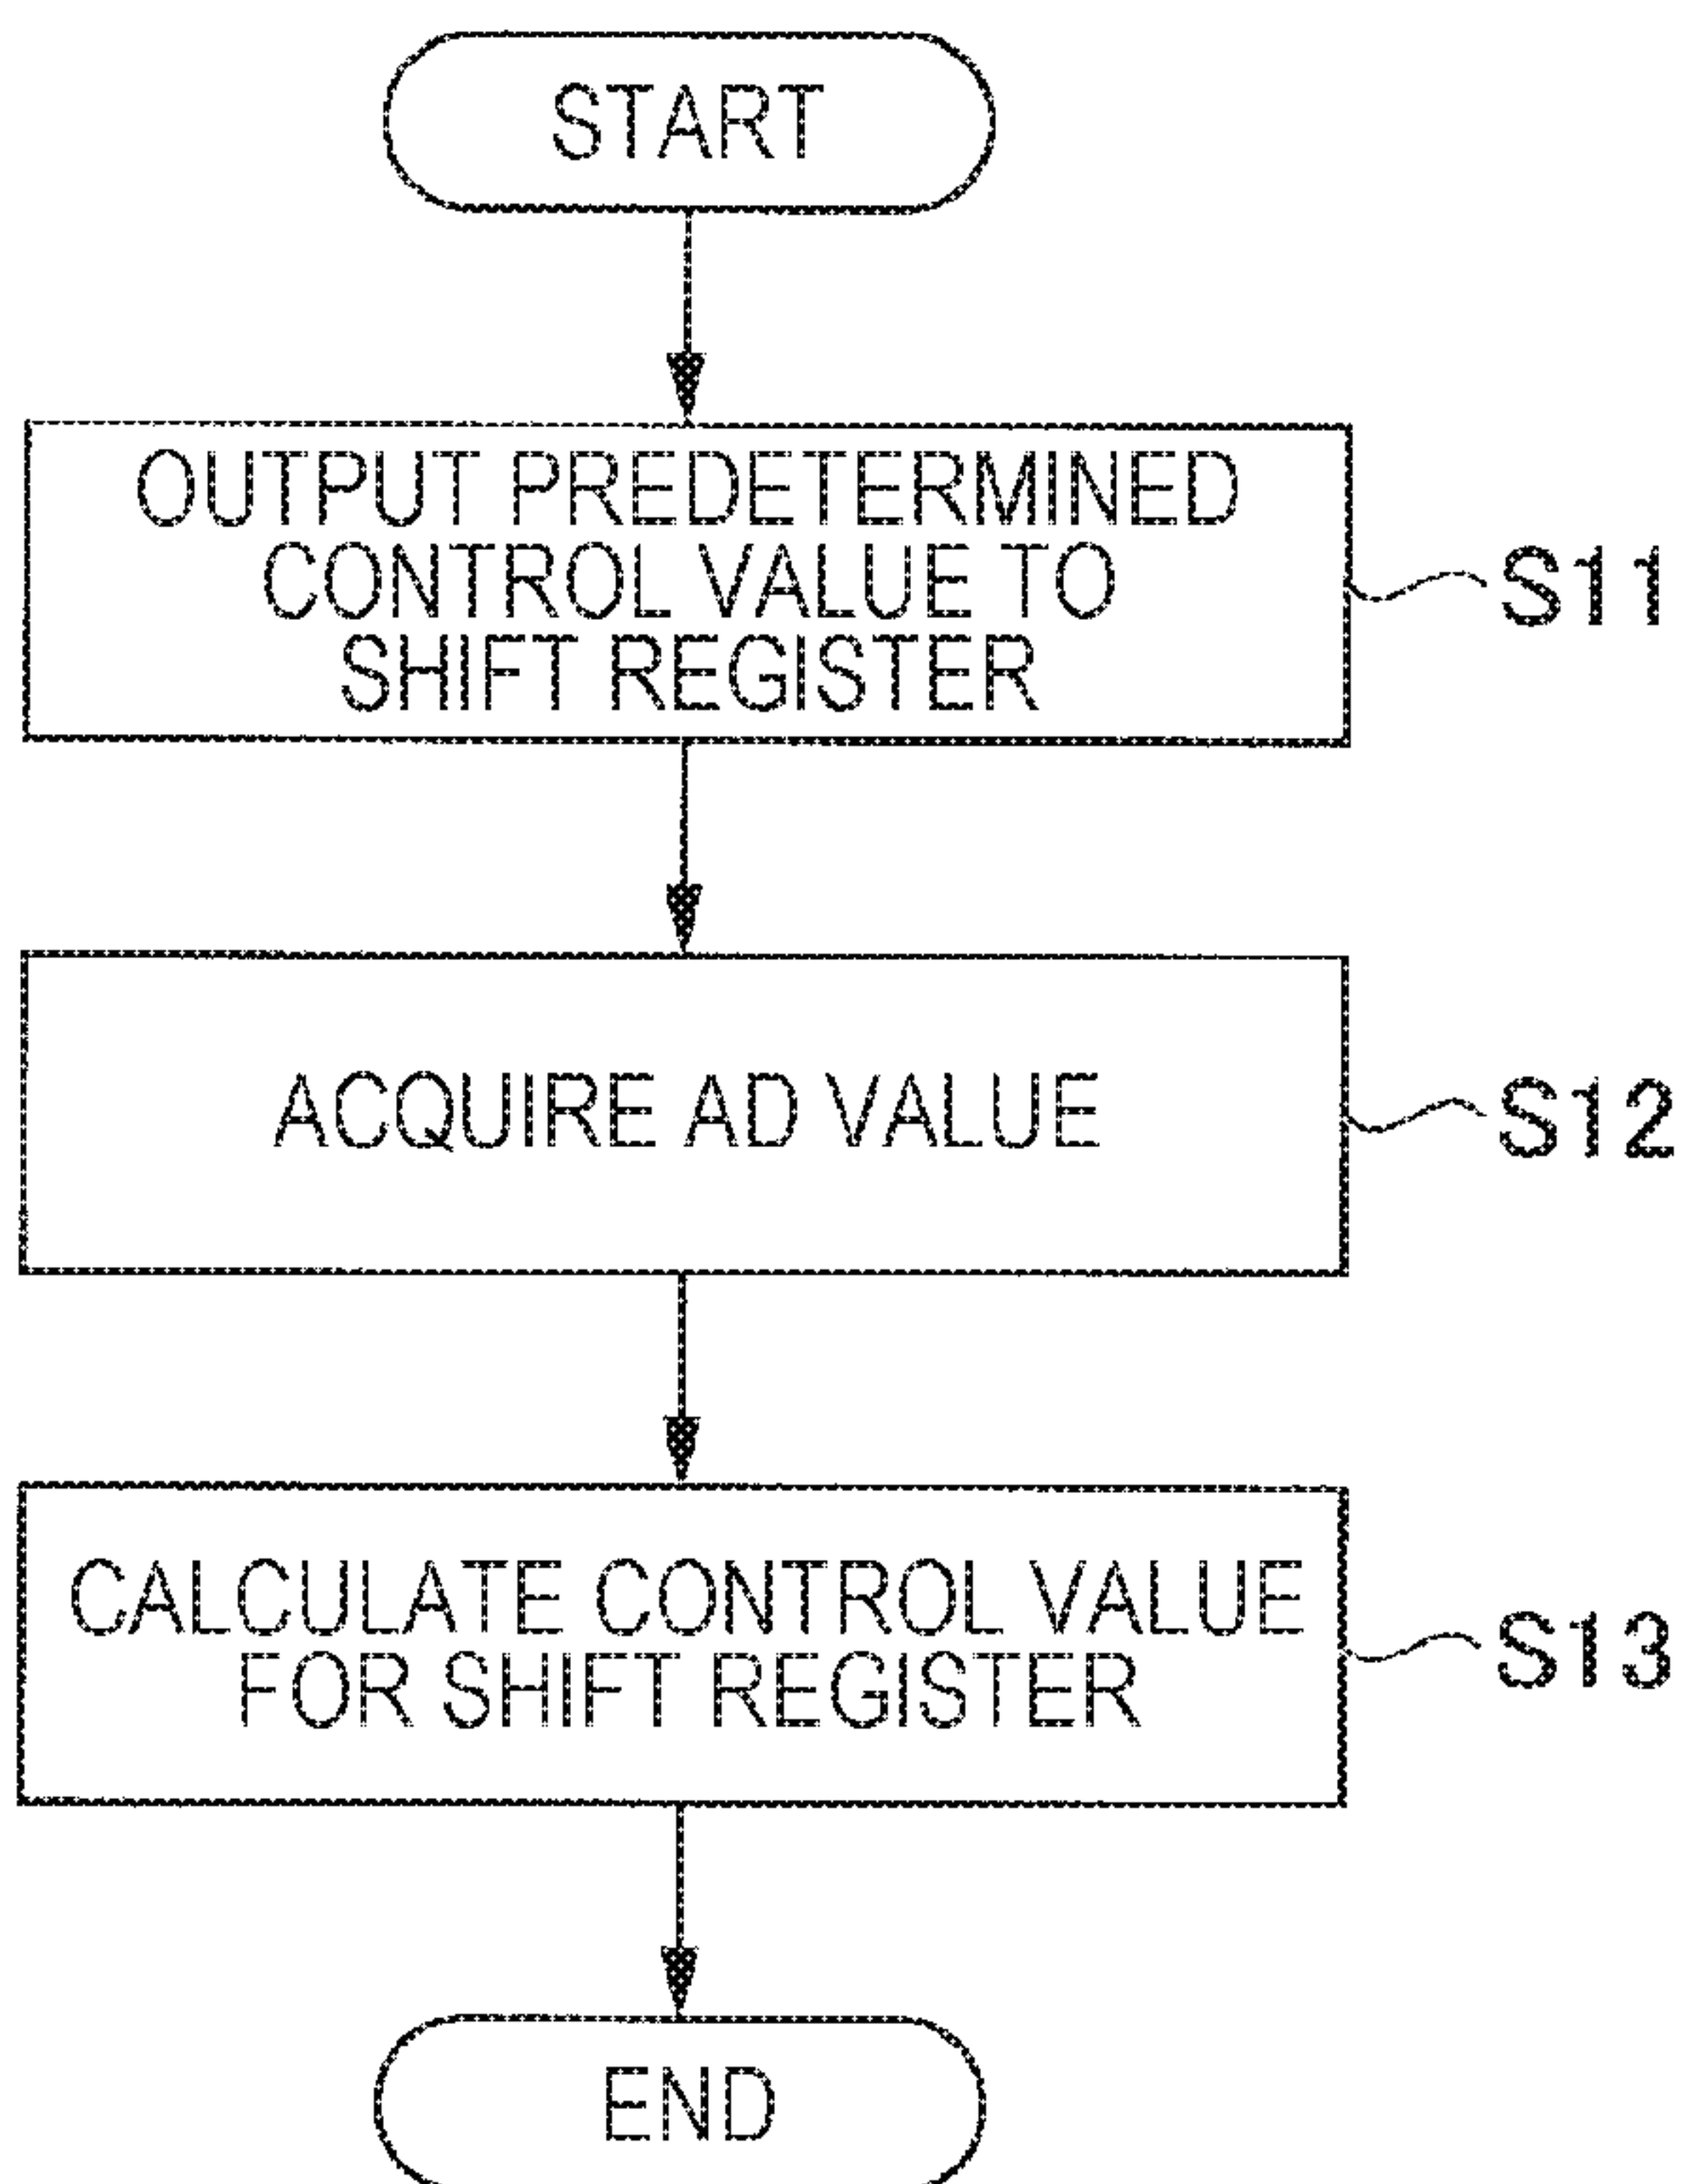 START
OUTPUT PREDETERMINED
CONTROL VALUE TO
SHIFT REGISTER
S11
ACQUIRE AD VALUE
S12
CALCULATE CONTROL VALUE
FOR SHIFT REGISTER
S13
END